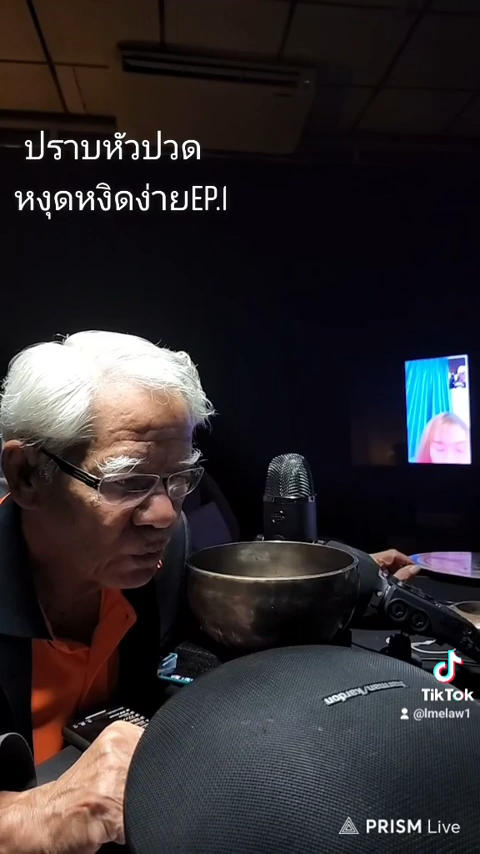 ปราบหัวปวด
หงุดหงิดง่ายEP.1
harman/kardon
TikTok
@lmelaw1
PRISM Live